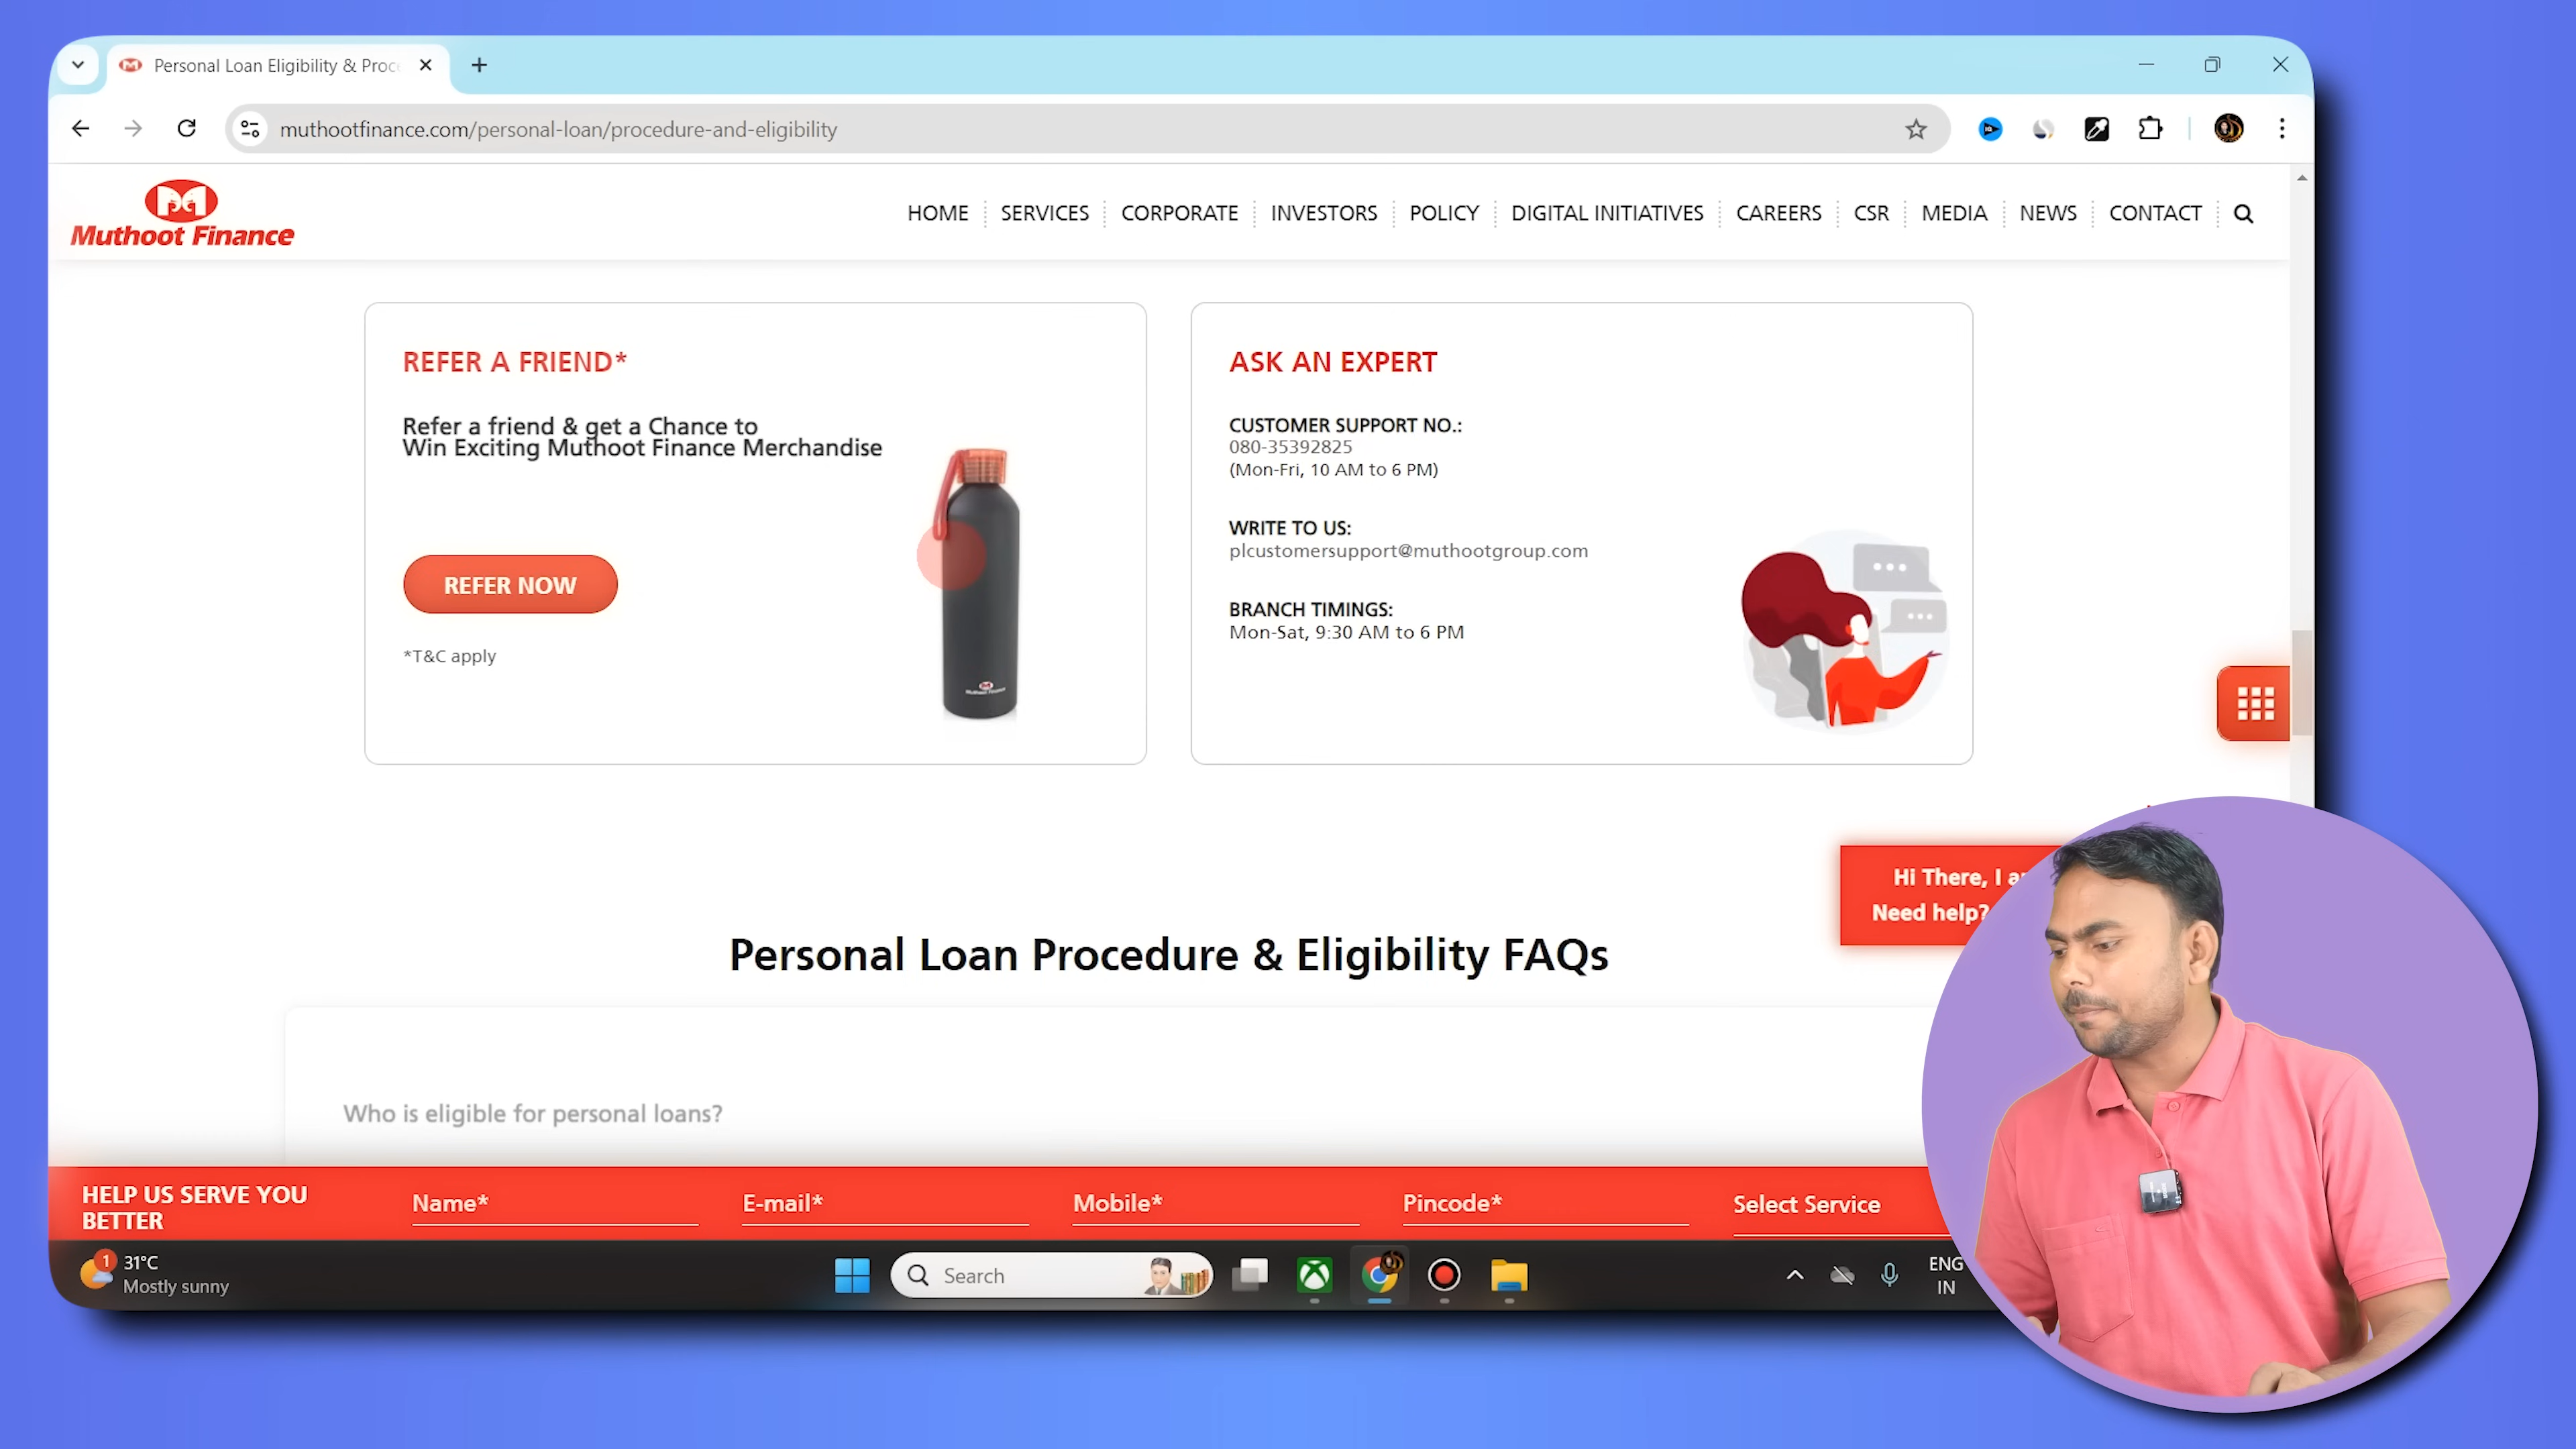 Personal Loan Eligibility & Proc
muthootfinance.com/personal-loan/procedure-and-eligibility
Muthoot Finance
HOME
SERVICES
CORPORATE
INVESTORS
POLICY
DIGITAL INITIATIVES
CAREERS
CSR
MEDIA
NEWS
CONTACT
REFER A FRIEND*
Refer a friend & get a Chance to
Win Exciting Muthoot Finance Merchandise
REFER NOW
*T&C apply
Muthoot Finance
ASK AN EXPERT
CUSTOMER SUPPORT NO.:
080-35392825
(Mon-Fri, 10 AM to 6 PM)
WRITE TO US:
plcustomersupport@muthootgroup.com
BRANCH TIMINGS:
Mon-Sat, 9:30 AM to 6 PM
Hi There, I a
Need help?
Personal Loan Procedure & Eligibility FAQs
Who is eligible for personal loans?
HELP US SERVE YOU
BETTER
Name*
E-mail*
Mobile*
Pincode*
Select Service
1
31°C
Mostly sunny
Search
ENG
IN